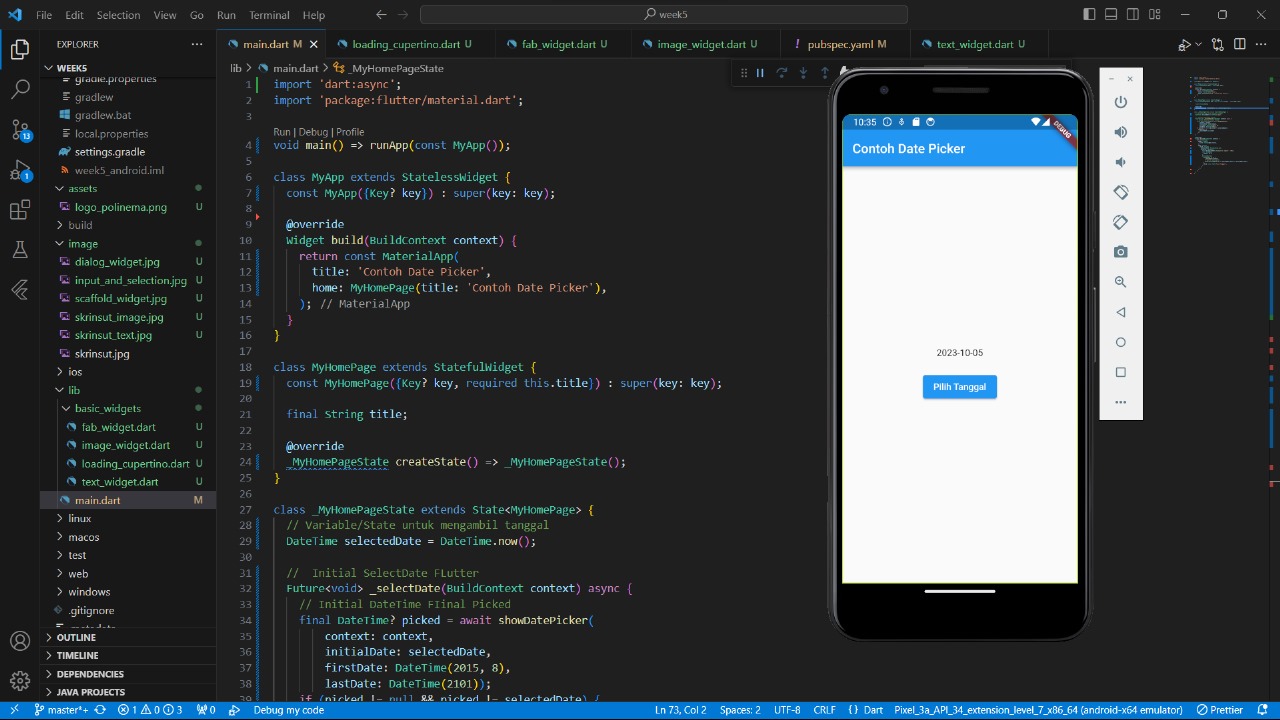 File Edit Selection View Go Run Terminal Help
week5
EXPLORER
WEEK5
gradle.properties
gradlew
gradlew.bat
local.properties
settings.gradle
week5_android.iml
assets
logo_polinema.png U
build
image
dialog_widget.jpg U
input_and_selection.jpg U
scaffold_widget.jpg U
skrinsut_image.jpg U
skrinsut_text.jpg U
skrinsut.jpg
ios
lib
basic_widgets
fab_widget.dart U
image_widget.dart U
loading_cupertino.dart U
text_widget.dart U
main.dart M
linux
macos
test
web
windows
.gitignore
.metadata
OUTLINE
TIMELINE
DEPENDENCIES
JAVA PROJECTS
13
1
main.dart M
loading_cupertino.dart U
fab_widget.dart U
image_widget.dart U
pubspec.yaml M
text_widget.dart U
lib > main.dart > _MyHomePageState
1 import 'dart:async';
2 import 'package:flutter/material.dart';
3
Run | Debug | Profile
4 void main() => runApp(const MyApp());
5
6 class MyApp extends StatelessWidget {
7 const MyApp({Key? key}) : super(key: key);
8
9 @override
10 Widget build(BuildContext context) {
11 return const MaterialApp(
12 title: 'Contoh Date Picker',
13 home: MyHomePage(title: 'Contoh Date Picker'),
14 ); // MaterialApp
15 }
16 }
17
18 class MyHomePage extends StatefulWidget {
19 const MyHomePage({Key? key, required this.title}) : super(key: key);
20
21 final String title;
22
23 @override
24 _MyHomePageState createState() => _MyHomePageState();
25 }
26
27 class _MyHomePageState extends State<MyHomePage> {
28 // Variable/State untuk mengambil tanggal
29 DateTime selectedDate = DateTime.now();
30
31 //  Initial SelectDate FLutter
32 Future<void> _selectDate(BuildContext context) async {
33 // Initial DateTime FIinal Picked
34 final DateTime? picked = await showDatePicker(
35 context: context,
36 initialDate: selectedDate,
37 firstDate: DateTime(2015, 8),
38 lastDate: DateTime(2101));
39 if (picked != null && picked != selectedDate) {
10:35
DEBUG
Contoh Date Picker
2023-10-05
Pilih Tanggal
master*+ 1 0 3 0 Debug my code
Ln 73, Col 2 Spaces: 2 UTF-8 CRLF {} Dart Pixel_3a_API_34_extension_level_7_x86_64 (android-x64 emulator) Prettier